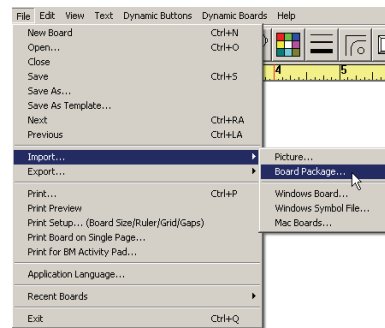 File Edit View Text Dynamic Buttons Dynamic Boards Help
New Board Ctrl+N
Open... Ctrl+O
Close
Save Ctrl+S
Save As...
Save As Template...
Next Ctrl+RA
Previous Ctrl+LA
4 5
Import...
Export...
Picture...
Board Package...
Windows Board...
Windows Symbol File...
Mac Boards...
Print... Ctrl+P
Print Preview
Print Setup... (Board Size/Ruler/Grid/Gaps)
Print Board on Single Page...
Print for BM Activity Pad...
Application Language...
Recent Boards
Exit Ctrl+Q